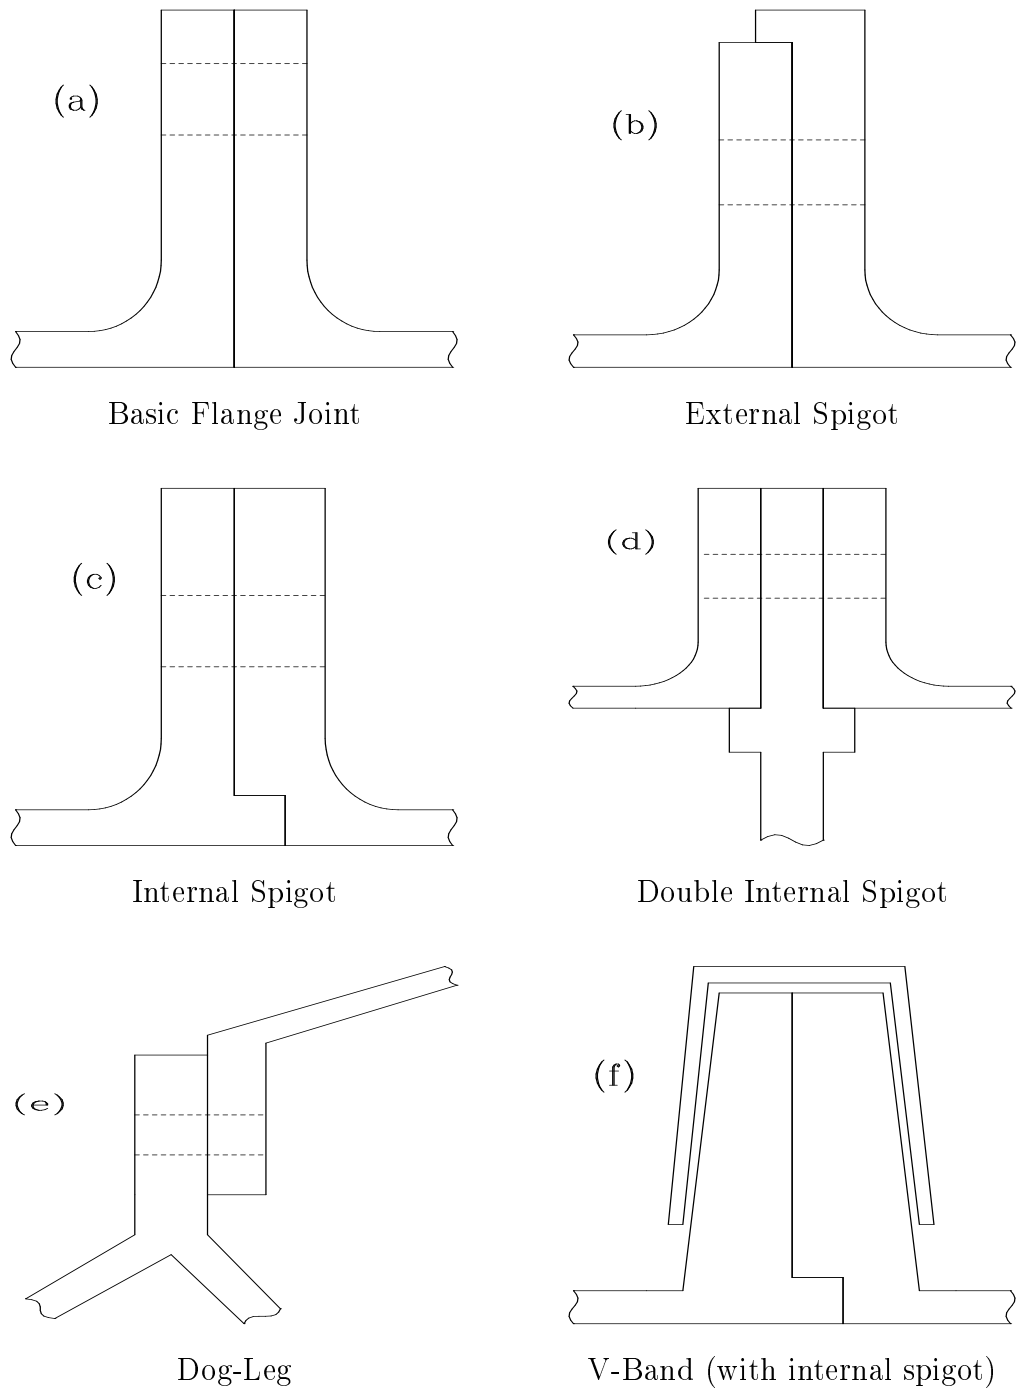 (a)
(b)
Basic Flange Joint
External Spigot
(c)
(d)
Internal Spigot
Double Internal Spigot
(e)
(f)
Dog-Leg
V-Band (with internal spigot)